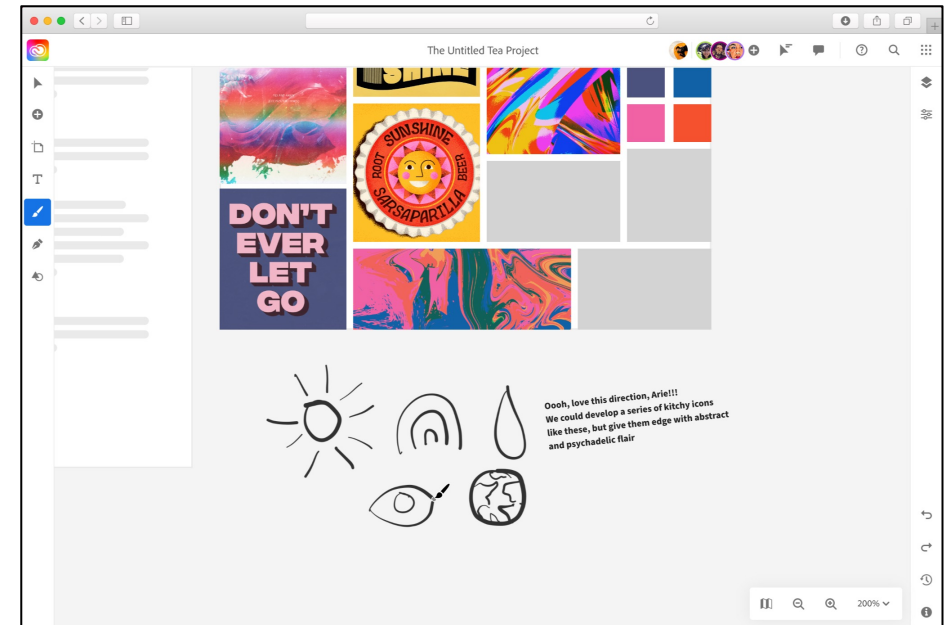 The Untitled Tea Project
SHINE
SUNSHINE
ROOT
BEER
SARSAPARILLA
DON'T
EVER
LET
GO
T
Oooh, love this direction, Arie!!!
We could develop a series of kitchy icons
like these, but give them edge with abstract
and psychadelic flair
200%